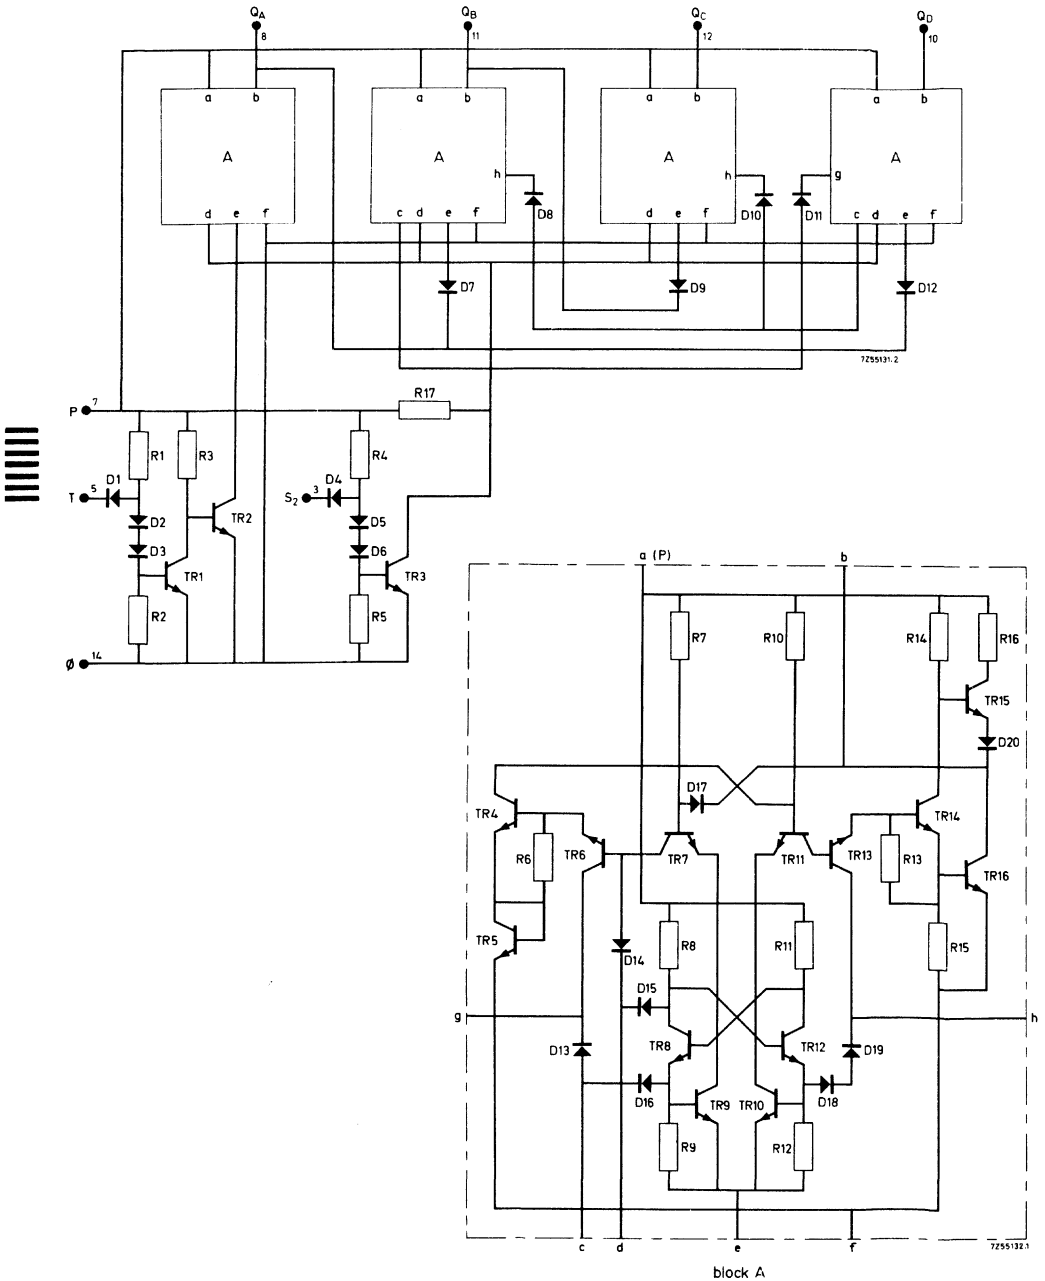 QA QB QC QD
8 11 12 10
a b a b a b a b
A A A A
h h g
D8 D10 D11
d e f c d e f d e f c d e f
D7 D9 D12
7Z55131.2
R17
P 7
R1 R3 R4
D1 D4
T 5 S2 3
D2 TR2 D5
D3 D6
TR1 TR3
R2 R5
ø 14
a (P) b
R7 R10 R14 R16
TR15
D20
D17
TR4 TR14
R6 TR6 TR7 TR11 TR13 R13
TR16
TR5 R8 R11 R15
D14
D15
g h
D13 TR8 TR12 D19
D16 TR9 TR10 D18
R9 R12
c d e f
7Z55132.1
block A